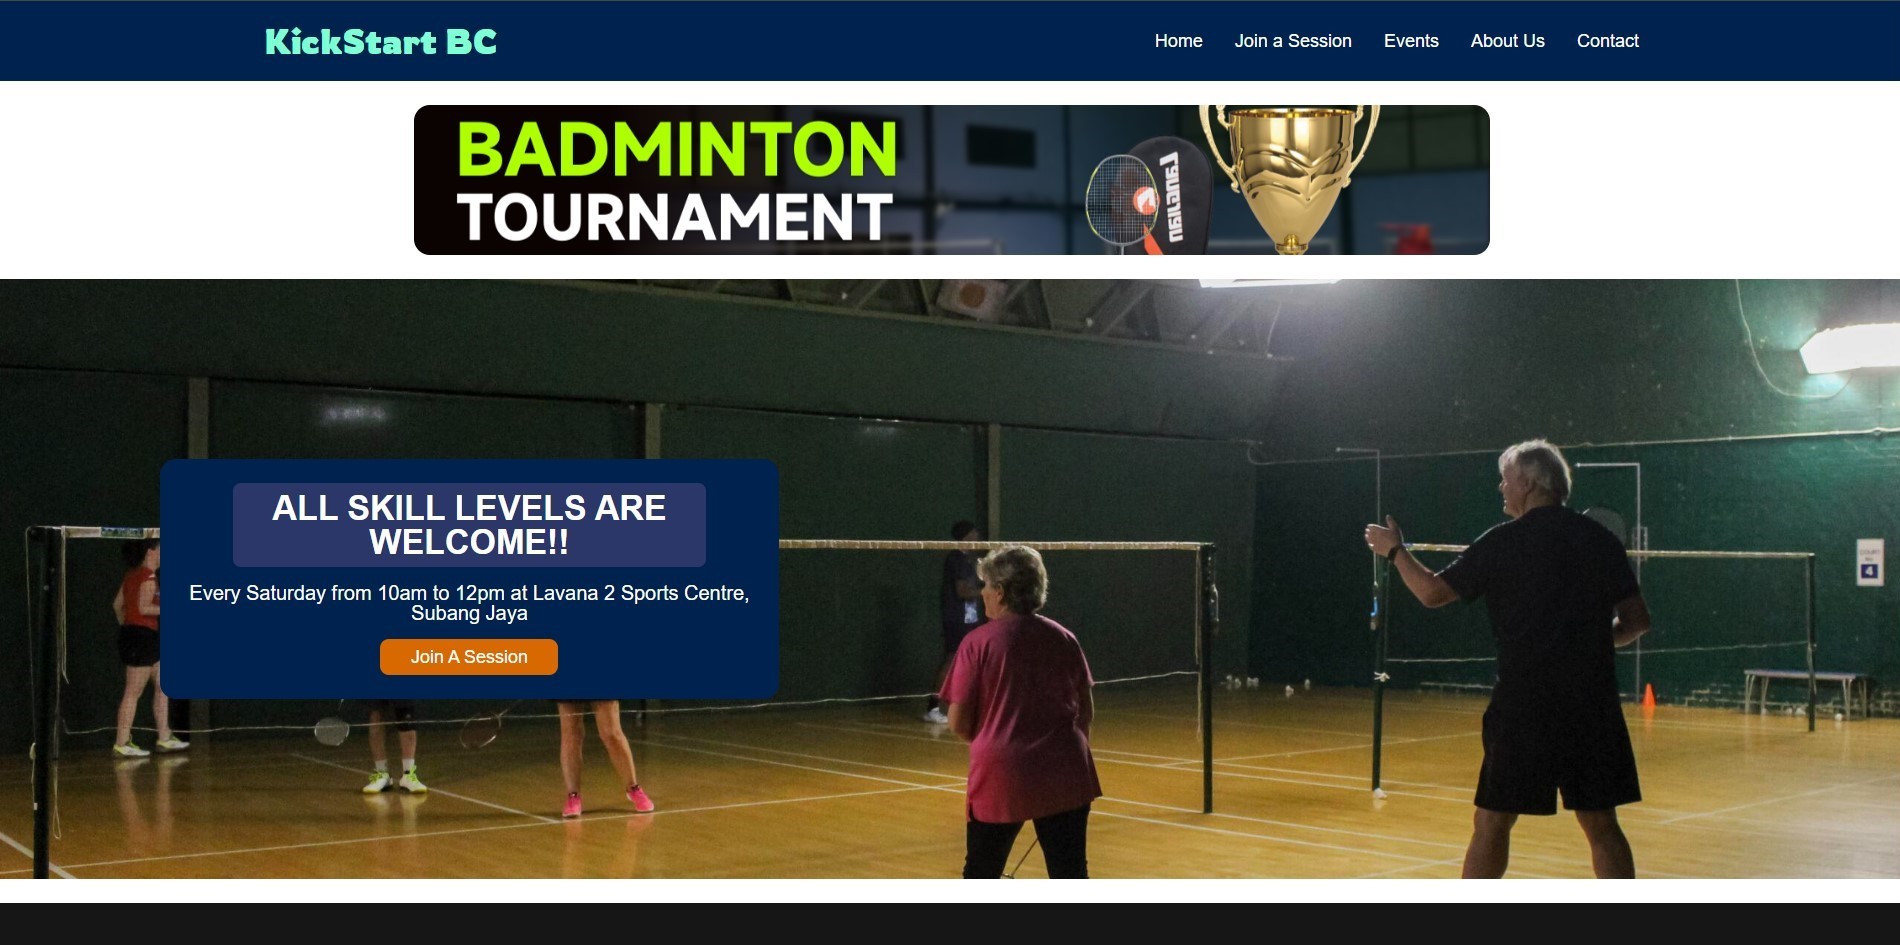 KickStart BC
Home
Join a Session
Events
About Us
Contact
BADMINTON
TOURNAMENT
ALL SKILL LEVELS ARE
WELCOME!!
Every Saturday from 10am to 12pm at Lavana 2 Sports Centre,
Subang Jaya
Join A Session
4